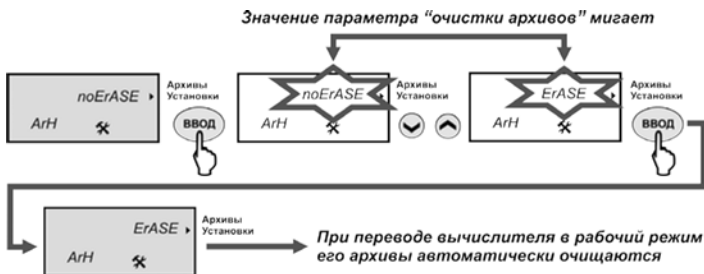 Значение параметра “очистки архивов” мигает
noErASE
ArH
Архивы
Установки
ВВОД
noErASE
ArH
Архивы
Установки
ErASE
ArH
Архивы
Установки
ВВОД
ErASE
ArH
Архивы
Установки
При переводе вычислителя в рабочий режим
его архивы автоматически очищаются